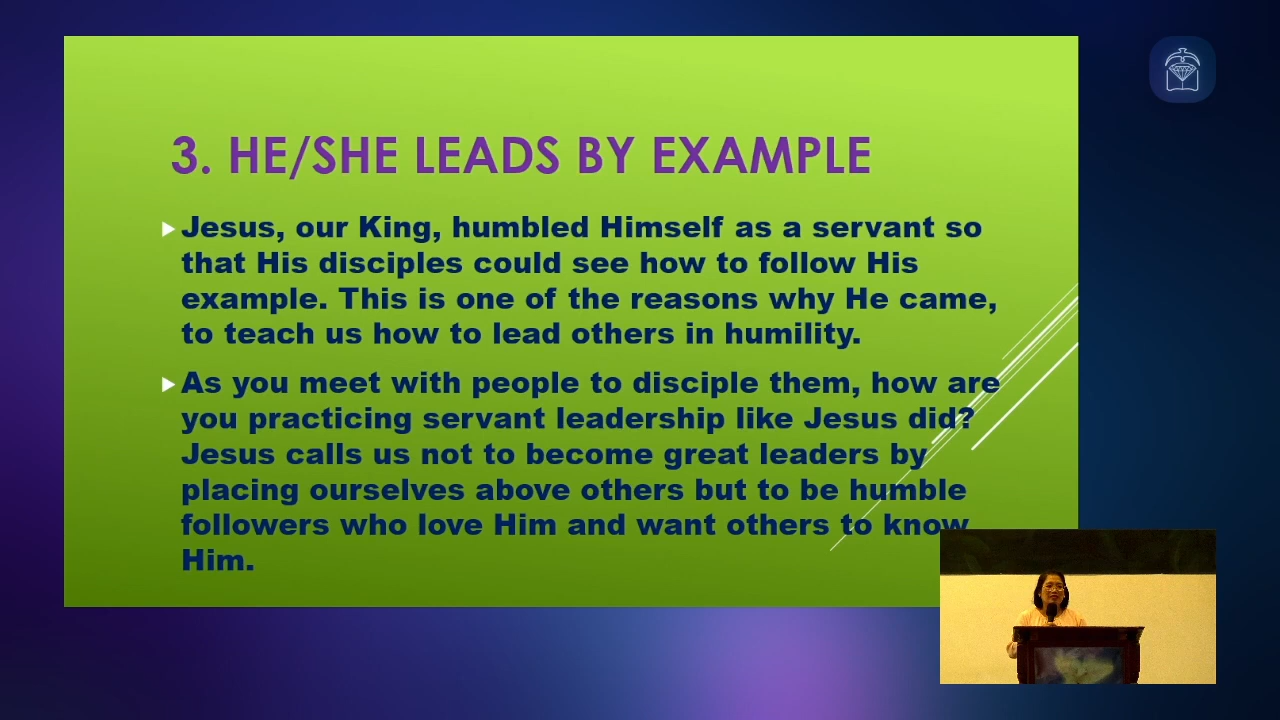 3. HE/SHE LEADS BY EXAMPLE
Jesus, our King, humbled Himself as a servant so
that His disciples could see how to follow His
example. This is one of the reasons why He came,
to teach us how to lead others in humility.
As you meet with people to disciple them, how are
you practicing servant leadership like Jesus did?
Jesus calls us not to become great leaders by
placing ourselves above others but to be humble
followers who love Him and want others to know
Him.